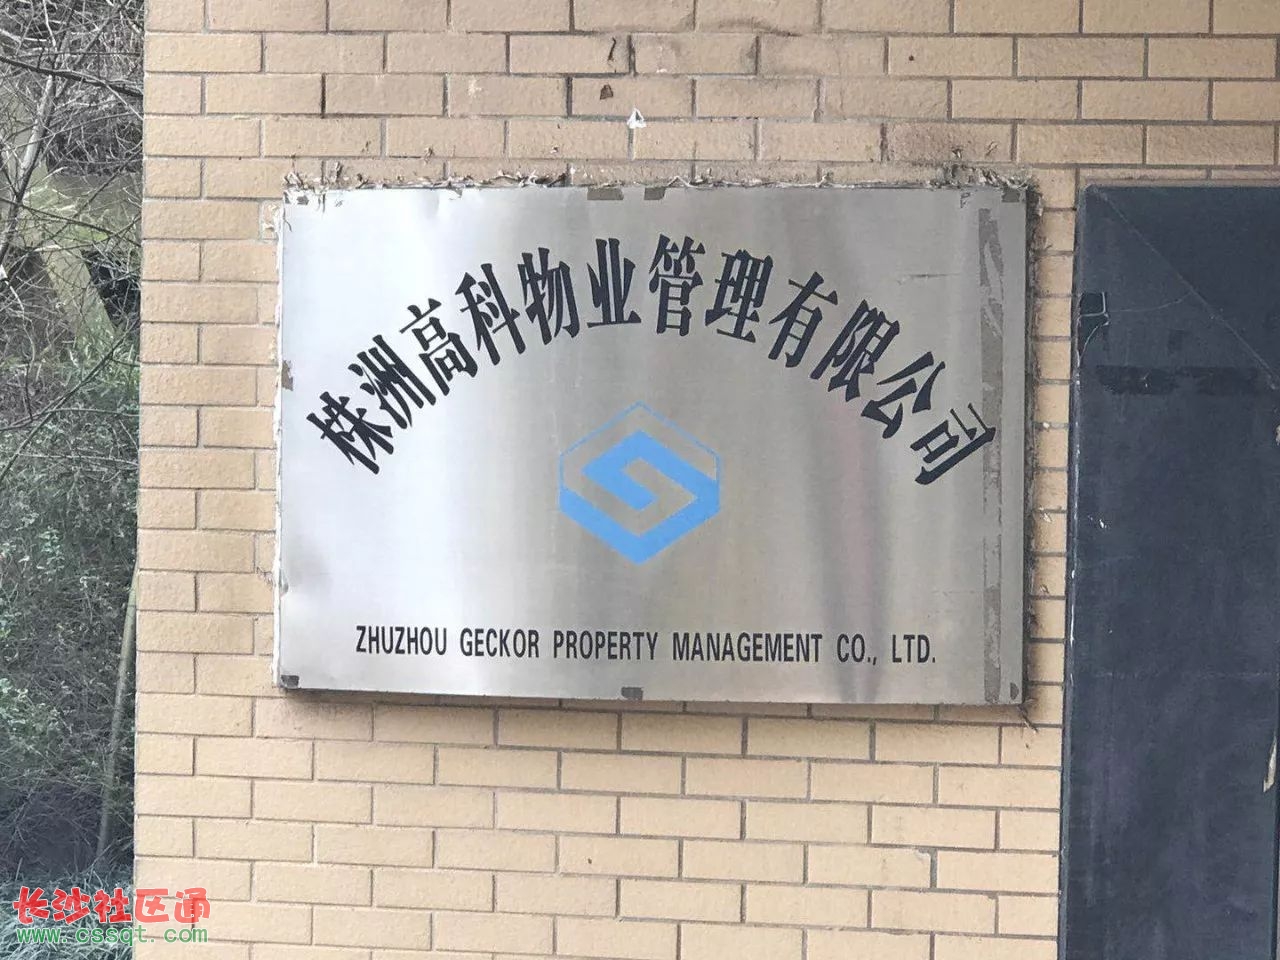 株洲高科物业管理有限公司
ZHUZHOU GECKOR PROPERTY MANAGEMENT CO., LTD.
长沙社区通
www.cssqt.com